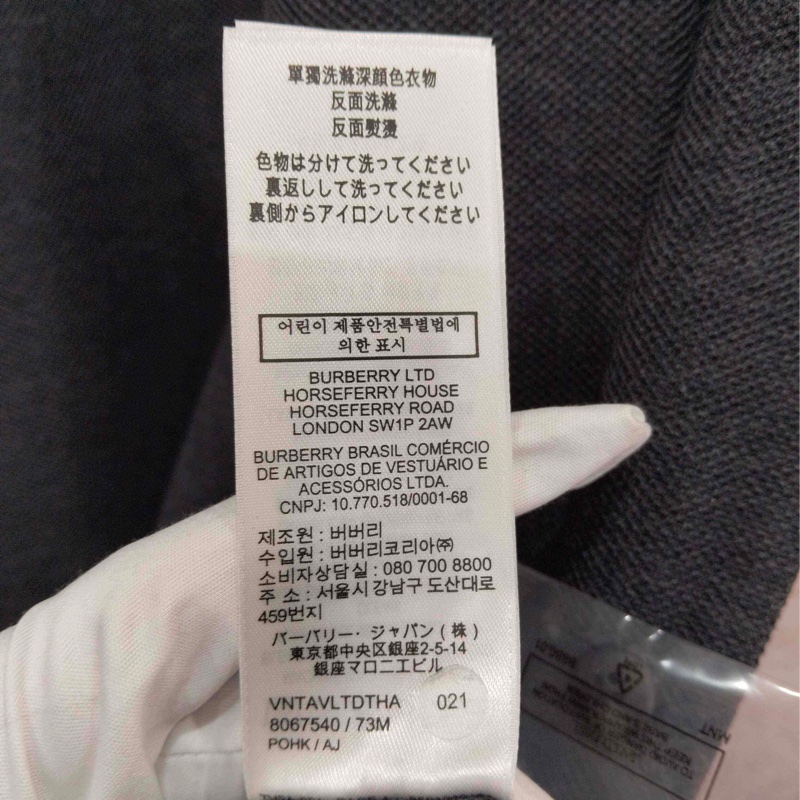 單獨洗滌深顏色衣物
反面洗滌
反面熨燙
色物は分けて洗ってください
裏返しして洗ってください
裏側からアイロンしてください
어린이 제품안전특별법에
의한 표시
BURBERRY LTD
HORSEFERRY HOUSE
HORSEFERRY ROAD
LONDON SW1P 2AW
BURBERRY BRASIL COMÉRCIO
DE ARTIGOS DE VESTUÁRIO E
ACESSÓRIOS LTDA.
CNPJ: 10.770.518/0001-68
제조원 : 버버리
수입원 : 버버리코리아㈜
소비자상담실 : 080 700 8800
주 소 : 서울시 강남구 도산대로
459번지
バーバリー・ジャパン(株)
東京都中央区銀座2-5-14
銀座マロニエビル
VNTAVLTDTHA 021
8067540 / 73M
POHK / AJ
MNT